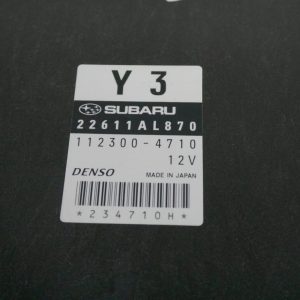 Y 3
SUBARU
22611AL870
112300-4710
12V
DENSO MADE IN JAPAN
*234710H*